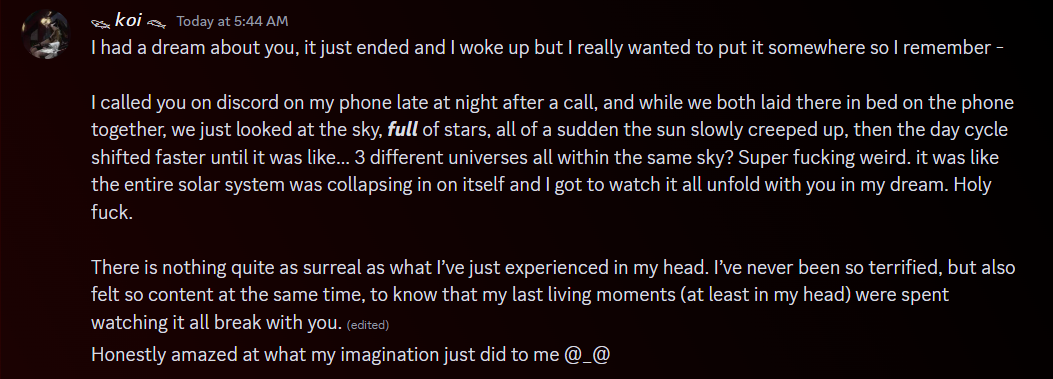 koi Today at 5:44 AM
I had a dream about you, it just ended and I woke up but I really wanted to put it somewhere so I remember -
I called you on discord on my phone late at night after a call, and while we both laid there in bed on the phone
together, we just looked at the sky, full of stars, all of a sudden the sun slowly creeped up, then the day cycle
shifted faster until it was like... 3 different universes all within the same sky? Super fucking weird. it was like
the entire solar system was collapsing in on itself and I got to watch it all unfold with you in my dream. Holy
fuck.
There is nothing quite as surreal as what I've just experienced in my head. I've never been so terrified, but also
felt so content at the same time, to know that my last living moments (at least in my head) were spent
watching it all break with you. (edited)
Honestly amazed at what my imagination just did to me @_@